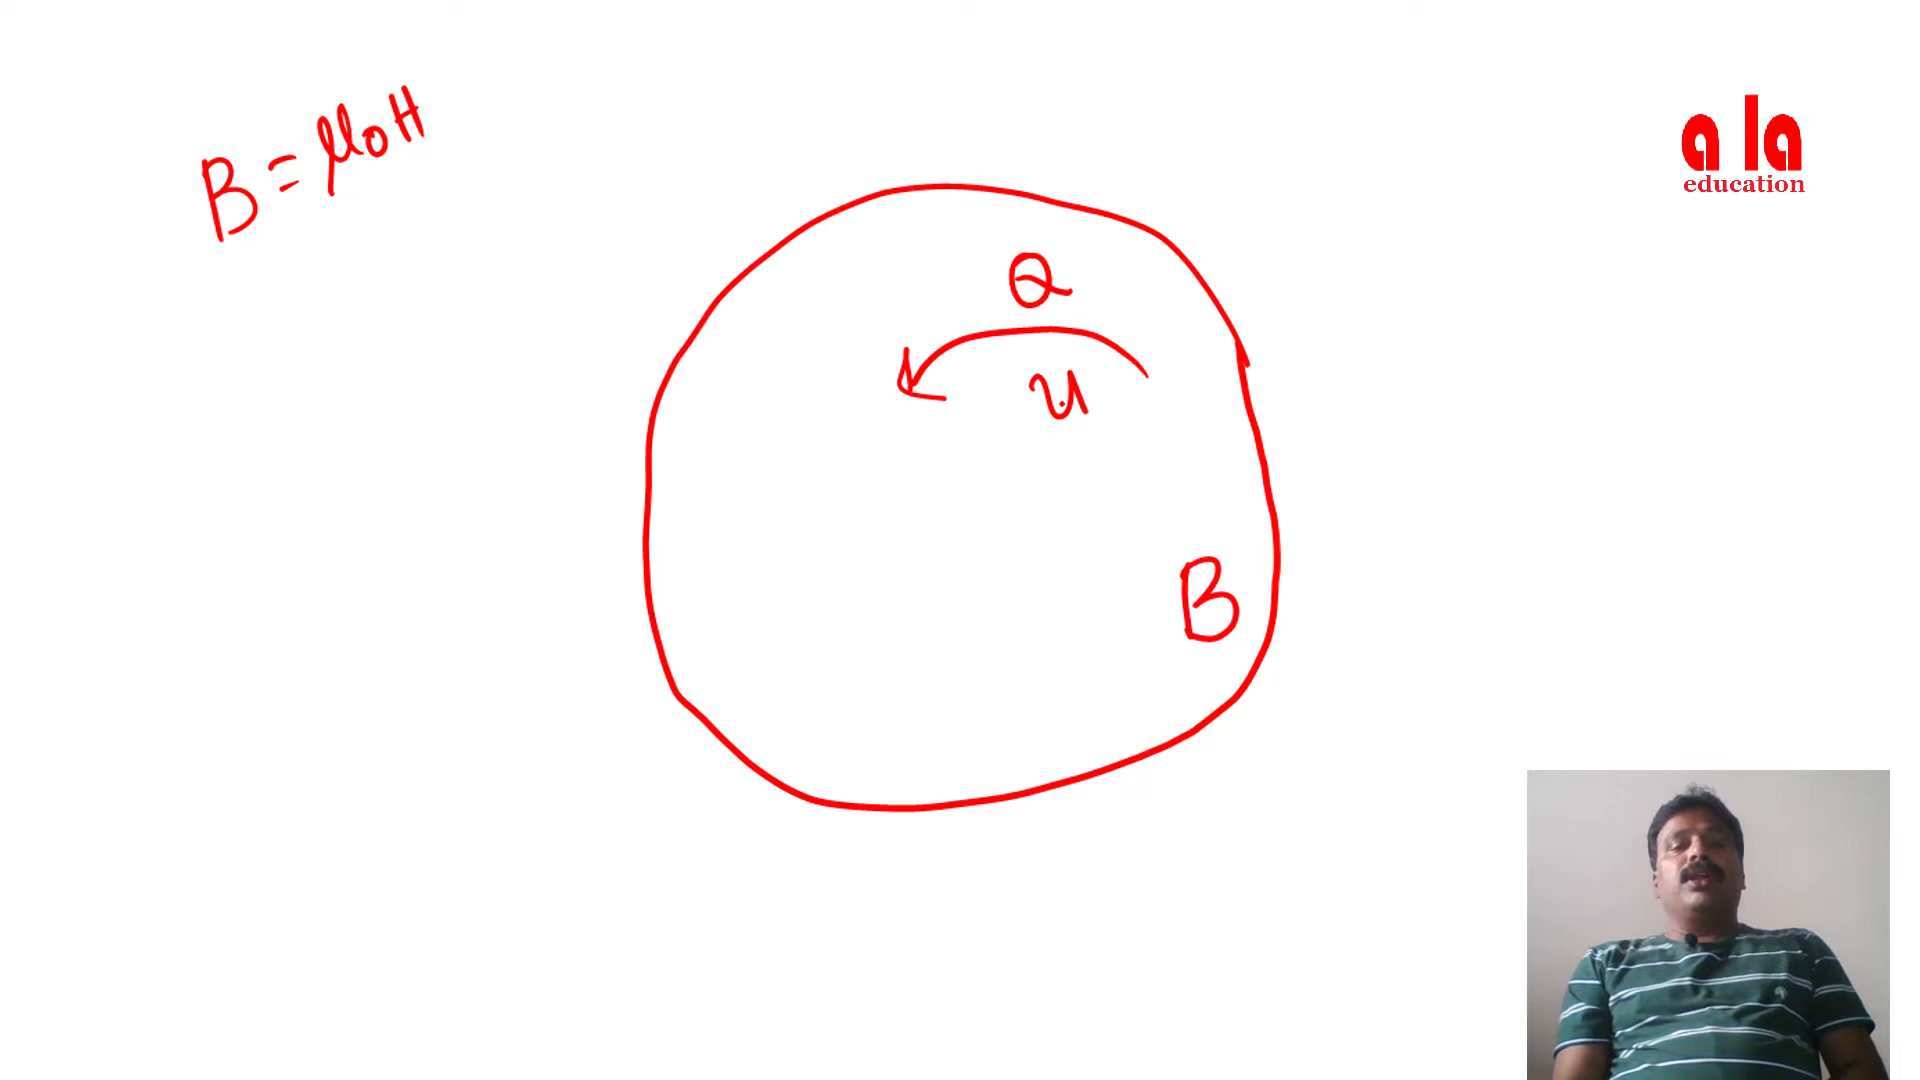 B = μ₀H
a la
education
Q
u
B